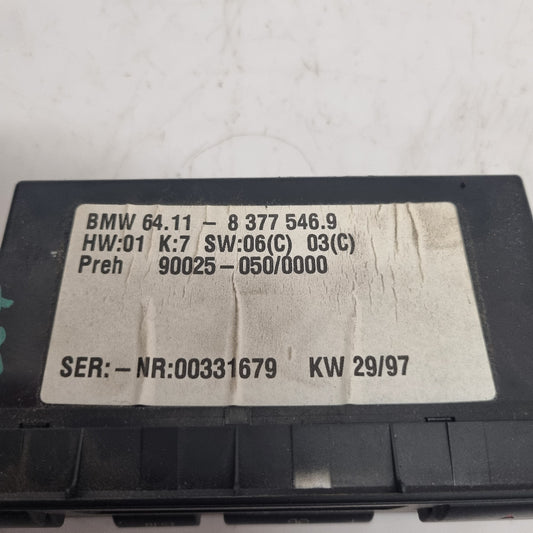 BMW 64.11 - 8 377 546.9
HW:01 K:7 SW:06(C) 03(C)
Preh 90025-050/0000
SER:-NR:00331679 KW 29/97